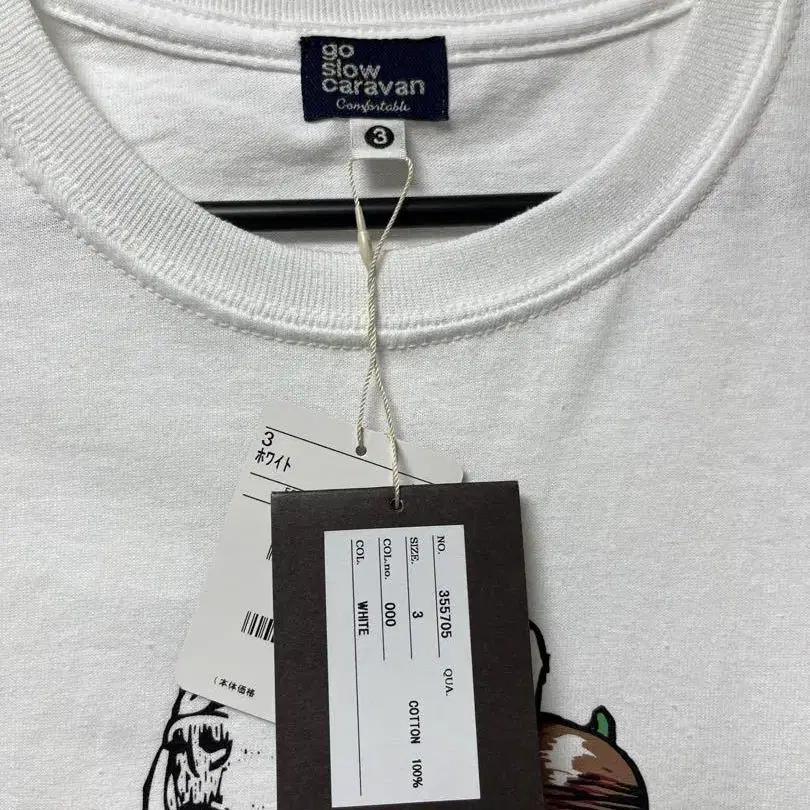 go
slow
caravan
Comfortable
3
3
ホワイト
(本体価格
NO. 355705 QUA. COTTON 100%
SIZE. 3
COL.no. 000
COL. WHITE